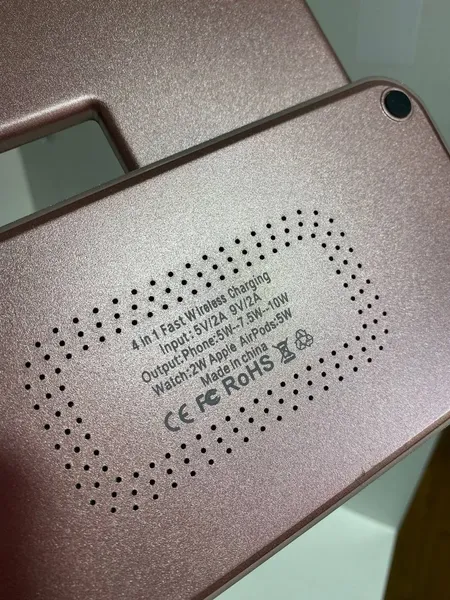 4 in 1 Fast Wireless Charging
Input:5V/2A 9V/2A
Output:Phone:5W--7.5W--10W
Watch:2W Apple AirPods:5W
Made in china
CE FC RoHS